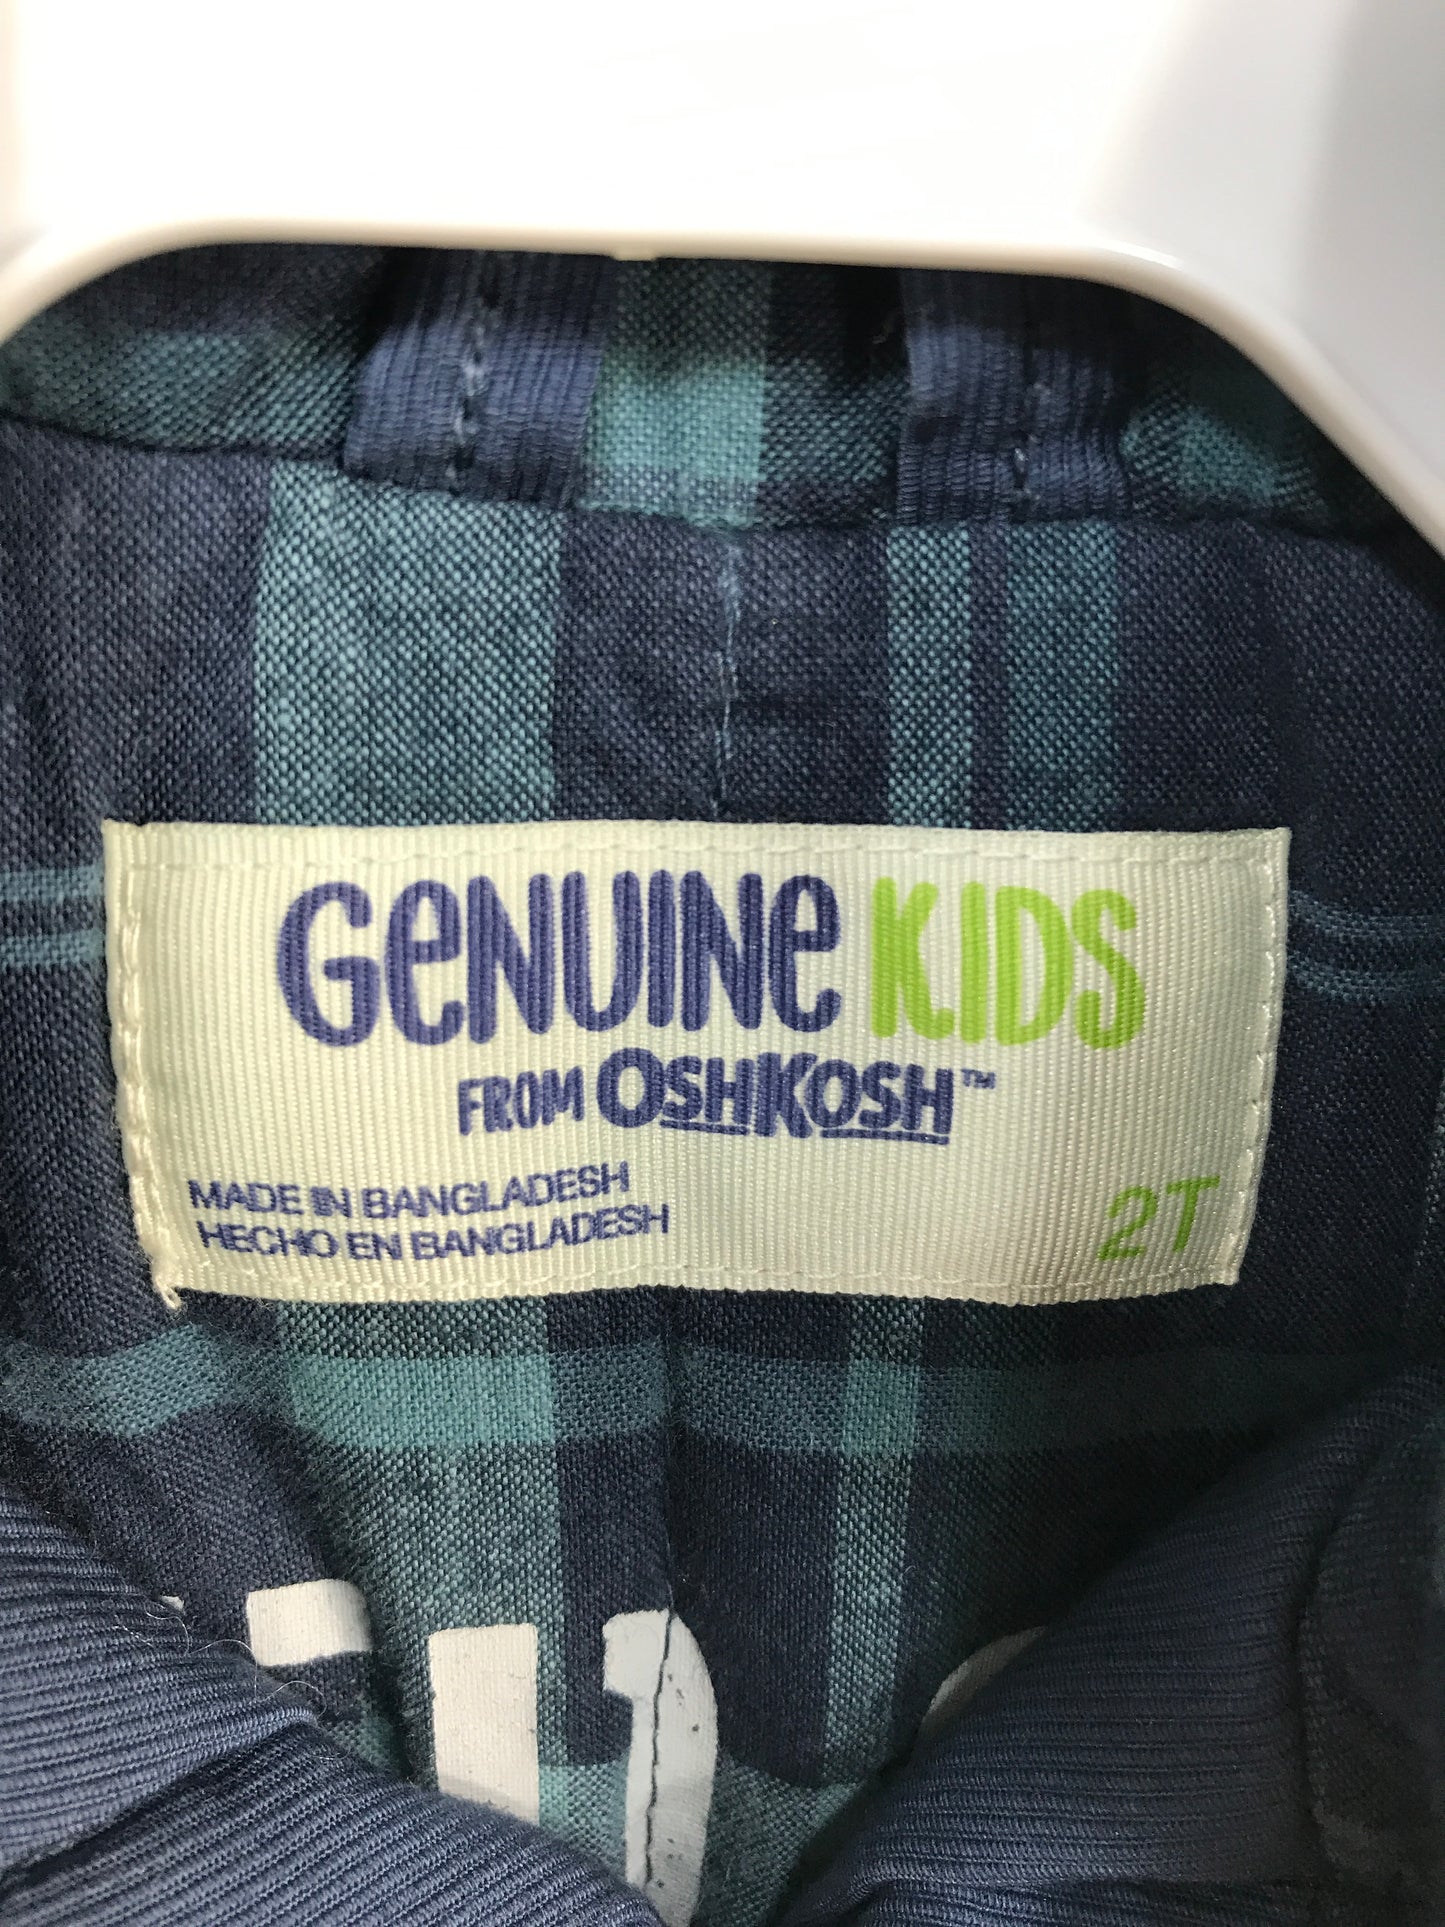 GENUINE KIDS
FROM OSHKOSH™
MADE IN BANGLADESH
HECHO EN BANGLADESH
2T